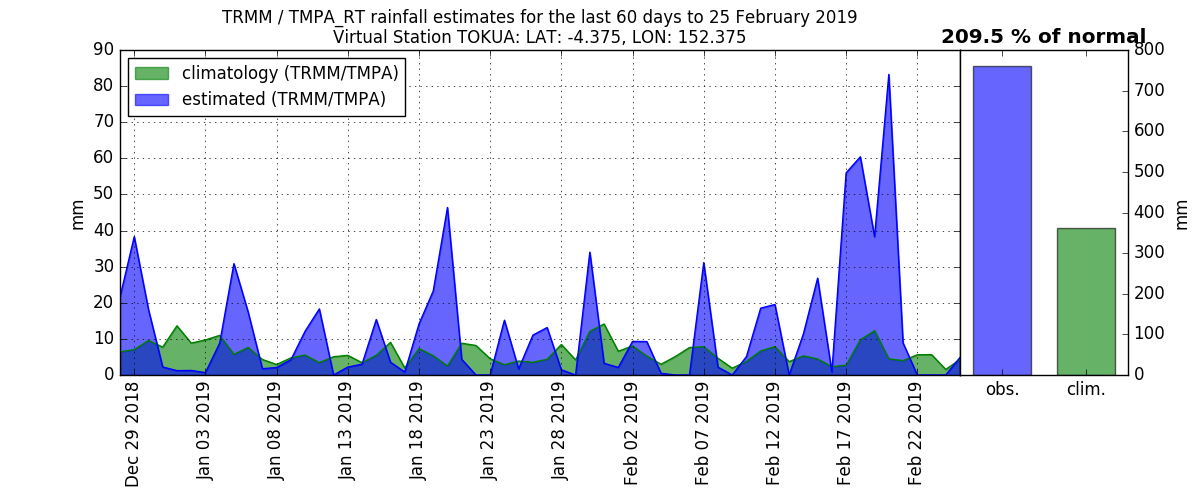 TRMM / TMPA_RT rainfall estimates for the last 60 days to 25 February 2019
Virtual Station TOKUA: LAT: -4.375, LON: 152.375
209.5 % of normal
climatology (TRMM/TMPA)
estimated (TRMM/TMPA)
mm
90
80
70
60
50
40
30
20
10
0
Dec 29 2018
Jan 03 2019
Jan 08 2019
Jan 13 2019
Jan 18 2019
Jan 23 2019
Jan 28 2019
Feb 02 2019
Feb 07 2019
Feb 12 2019
Feb 17 2019
Feb 22 2019
obs.
clim.
800
700
600
500
400
300
200
100
0
mm